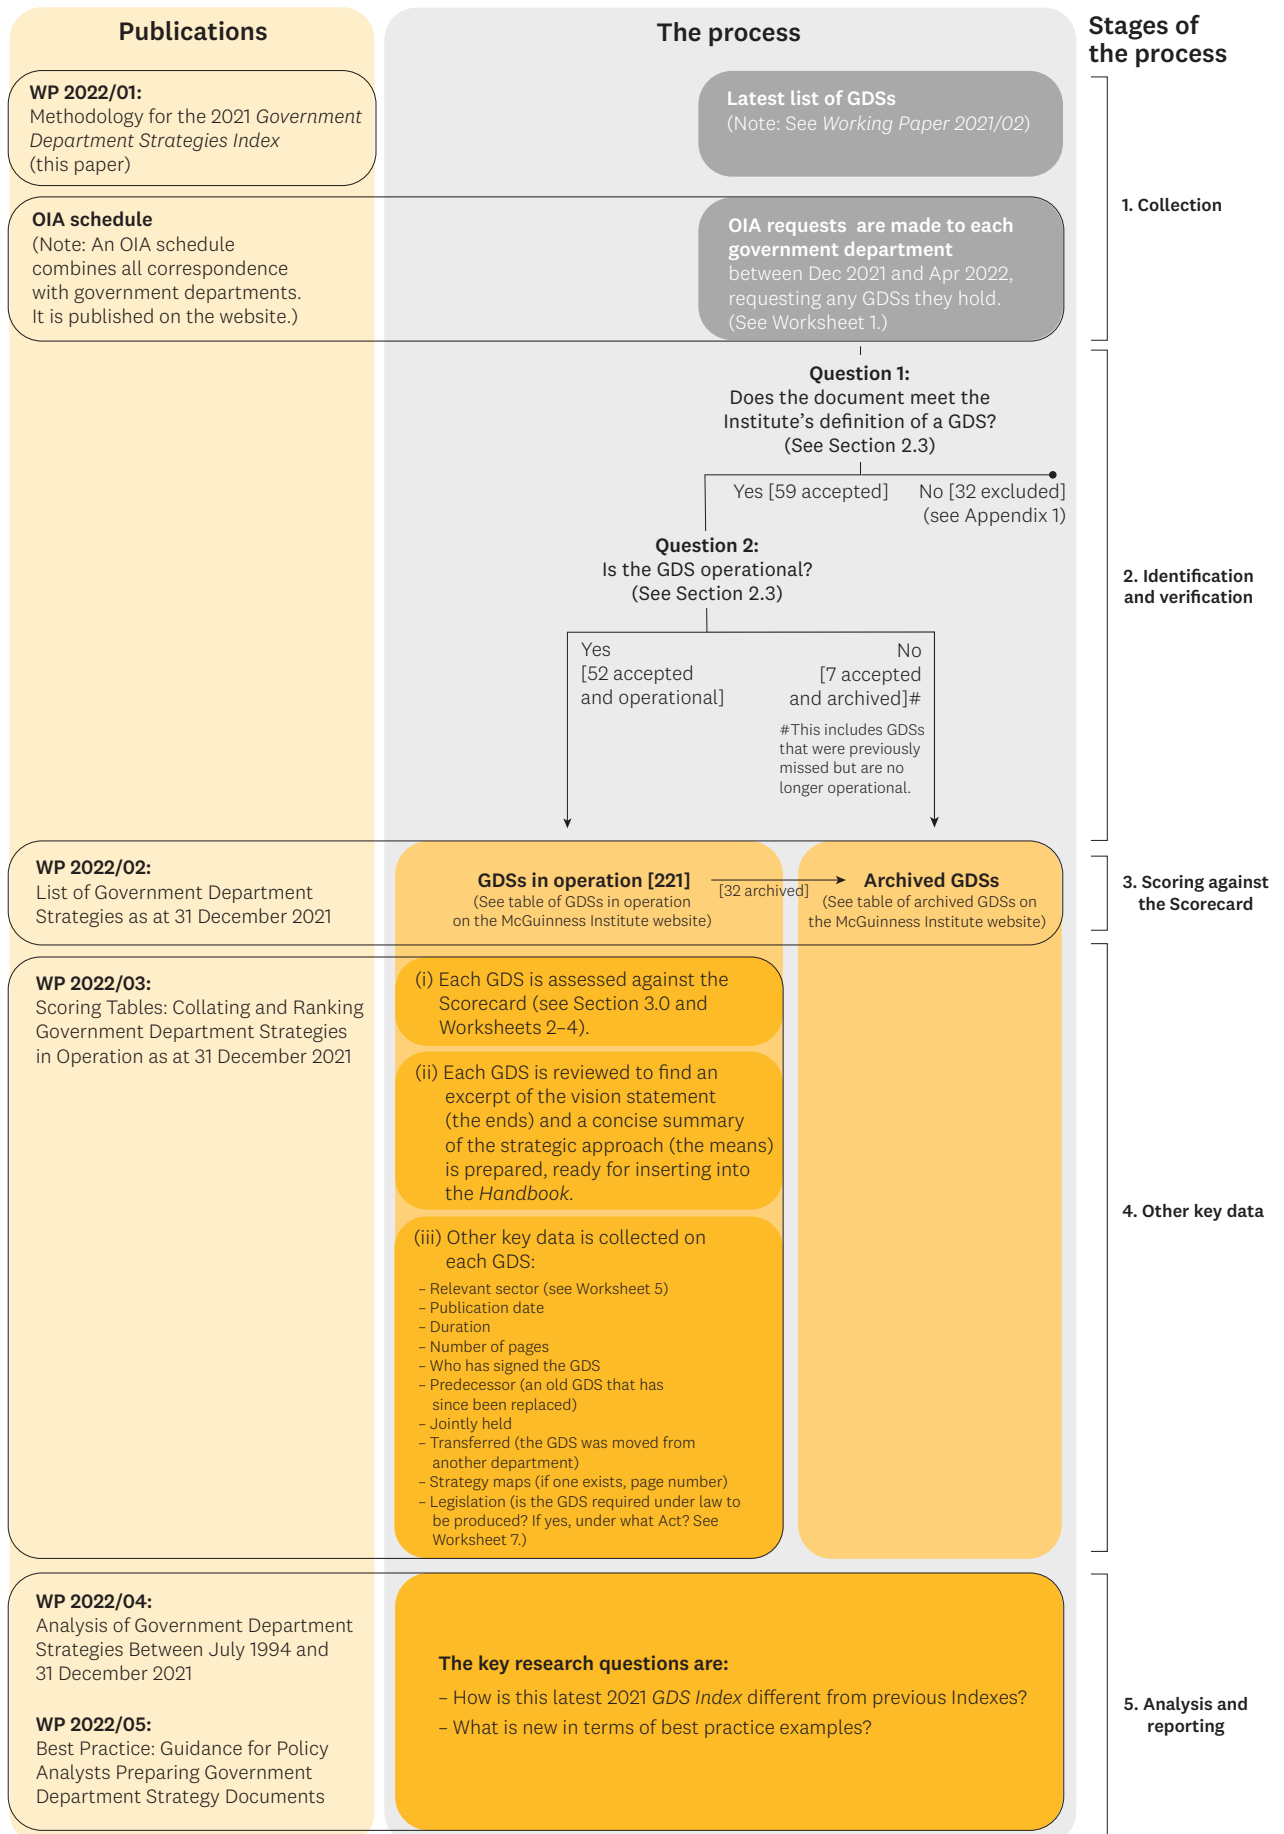 Publications
The process
Stages of
the process
WP 2022/01:
Methodology for the 2021 Government
Department Strategies Index
(this paper)
Latest list of GDSs
(Note: See Working Paper 2021/02)
OIA schedule
(Note: An OIA schedule
combines all correspondence
with government departments.
It is published on the website.)
OIA requests are made to each
government department
between Dec 2021 and Apr 2022,
requesting any GDSs they hold.
(See Worksheet 1.)
1. Collection
Question 1:
Does the document meet the
Institute’s definition of a GDS?
(See Section 2.3)
Yes [59 accepted]
No [32 excluded]
(see Appendix 1)
Question 2:
Is the GDS operational?
(See Section 2.3)
Yes
[52 accepted
and operational]
No
[7 accepted
and archived]#
#This includes GDSs
that were previously
missed but are no
longer operational.
2. Identification
and verification
WP 2022/02:
List of Government Department
Strategies as at 31 December 2021
GDSs in operation [221]
(See table of GDSs in operation
on the McGuinness Institute website)
[32 archived]
Archived GDSs
(See table of archived GDSs on
the McGuinness Institute website)
3. Scoring against
the Scorecard
WP 2022/03:
Scoring Tables: Collating and Ranking
Government Department Strategies
in Operation as at 31 December 2021
(i) Each GDS is assessed against the
Scorecard (see Section 3.0 and
Worksheets 2–4).
(ii) Each GDS is reviewed to find an
excerpt of the vision statement
(the ends) and a concise summary
of the strategic approach (the means)
is prepared, ready for inserting into
the Handbook.
(iii) Other key data is collected on
each GDS:
– Relevant sector (see Worksheet 5)
– Publication date
– Duration
– Number of pages
– Who has signed the GDS
– Predecessor (an old GDS that has
since been replaced)
– Jointly held
– Transferred (the GDS was moved from
another department)
– Strategy maps (if one exists, page number)
– Legislation (is the GDS required under law to
be produced? If yes, under what Act? See
Worksheet 7.)
4. Other key data
WP 2022/04:
Analysis of Government Department
Strategies Between July 1994 and
31 December 2021
WP 2022/05:
Best Practice: Guidance for Policy
Analysts Preparing Government
Department Strategy Documents
The key research questions are:
– How is this latest 2021 GDS Index different from previous Indexes?
– What is new in terms of best practice examples?
5. Analysis and
reporting